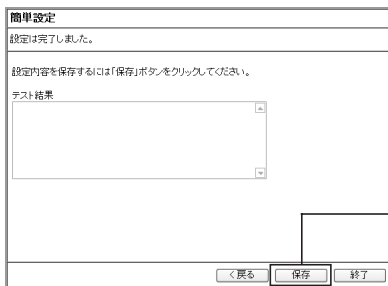 簡単設定
設定は完了しました。
設定内容を保存するには「保存」ボタンをクリックしてください。
テスト結果
<戻る 保存 終了